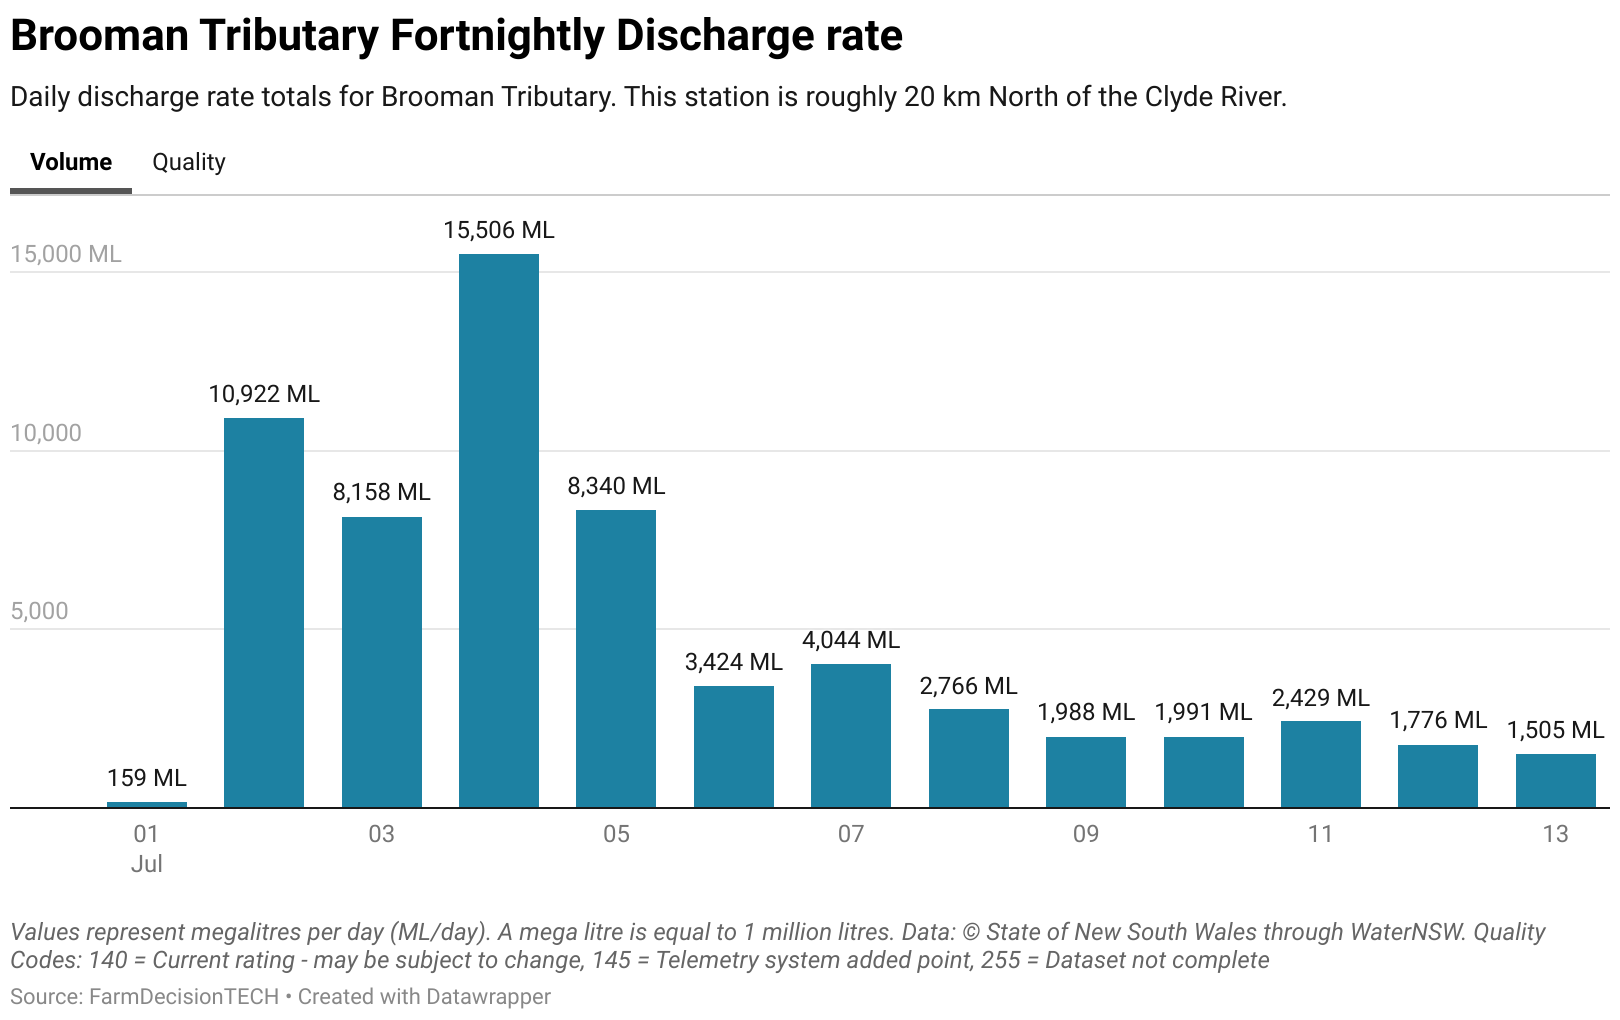 Brooman Tributary Fortnightly Discharge rate
Daily discharge rate totals for Brooman Tributary. This station is roughly 20 km North of the Clyde River.
Volume Quality
15,506 ML
15,000 ML
10,922 ML
10,000
8,340 ML
8,158 ML
5,000
4,044 ML
3,424 ML
2,766 ML
2,429 ML
1,988 ML 1,991 ML
1,776 ML
1,505 ML
159 ML
01 03 05 07 09 11 13
Jul
Values represent megalitres per day (ML/day). A mega litre is equal to 1 million litres. Data: © State of New South Wales through WaterNSW. Quality
Codes: 140 = Current rating - may be subject to change, 145 = Telemetry system added point, 255 = Dataset not complete
Source: FarmDecisionTECH • Created with Datawrapper